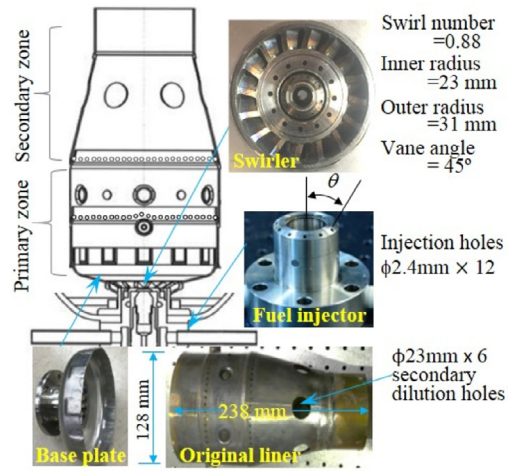 Secondary zone
Primary zone
Swirler
Swirl number
=0.88
Inner radius
=23 mm
Outer radius
=31 mm
Vane angle
= 45º
θ
Injection holes
ϕ2.4mm × 12
Fuel injector
Base plate
128 mm
238 mm
Original liner
ϕ23mm x 6
secondary
dilution holes